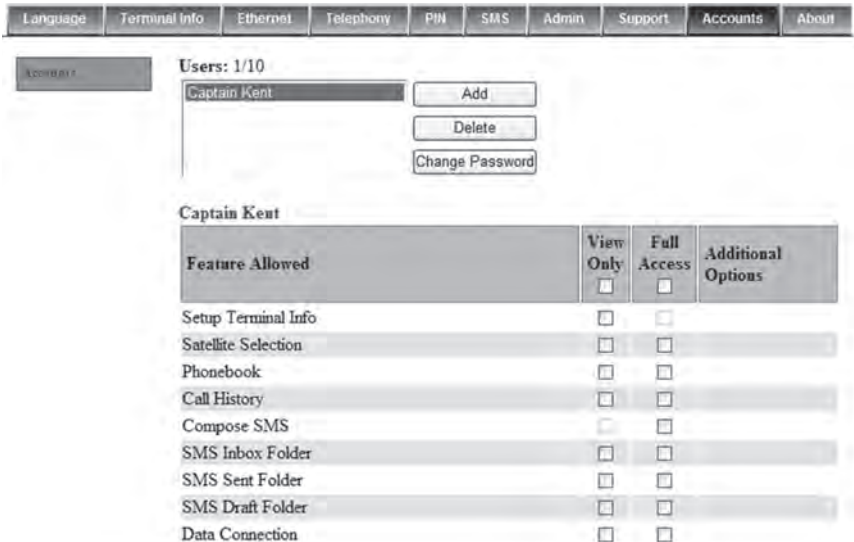 Language Terminal Info Ethernet Telephony PIN SMS Admin Support Accounts About
Accounts
Users: 1/10
Captain Kent
Add
Delete
Change Password
Captain Kent
Feature Allowed View Only Full Access Additional Options
Setup Terminal Info
Satellite Selection
Phonebook
Call History
Compose SMS
SMS Inbox Folder
SMS Sent Folder
SMS Draft Folder
Data Connection